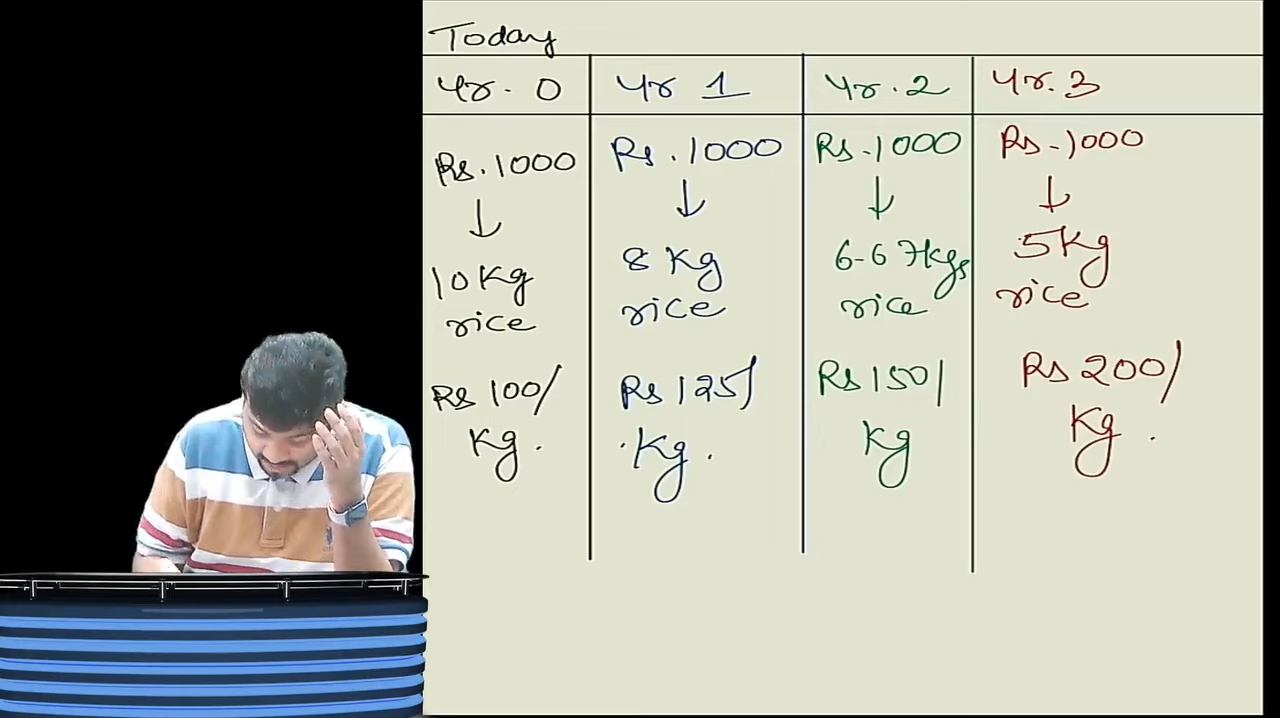 Today
Yr. 0
Rs. 1000
↓
10 Kg
rice
Rs 100/
Kg.
Yr 1
Rs. 1000
↓
8 Kg
rice
Rs 125/
Kg.
Yr. 2
Rs. 1000
↓
6.67 kgs
rice
Rs 150/
Kg
Yr. 3
Rs. 1000
↓
5 Kg
rice
Rs 200/
Kg.